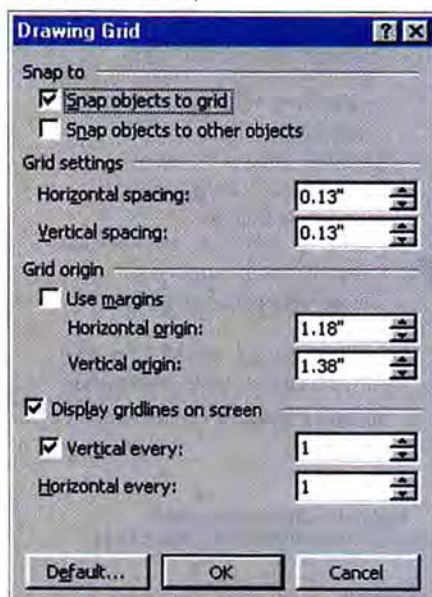 Drawing Grid
Snap to
Snap objects to grid
Snap objects to other objects
Grid settings
Horizontal spacing: 0.13"
Vertical spacing: 0.13"
Grid origin
Use margins
Horizontal origin: 1.18"
Vertical origin: 1.38"
Display gridlines on screen
Vertical every: 1
Horizontal every: 1
Default... OK Cancel